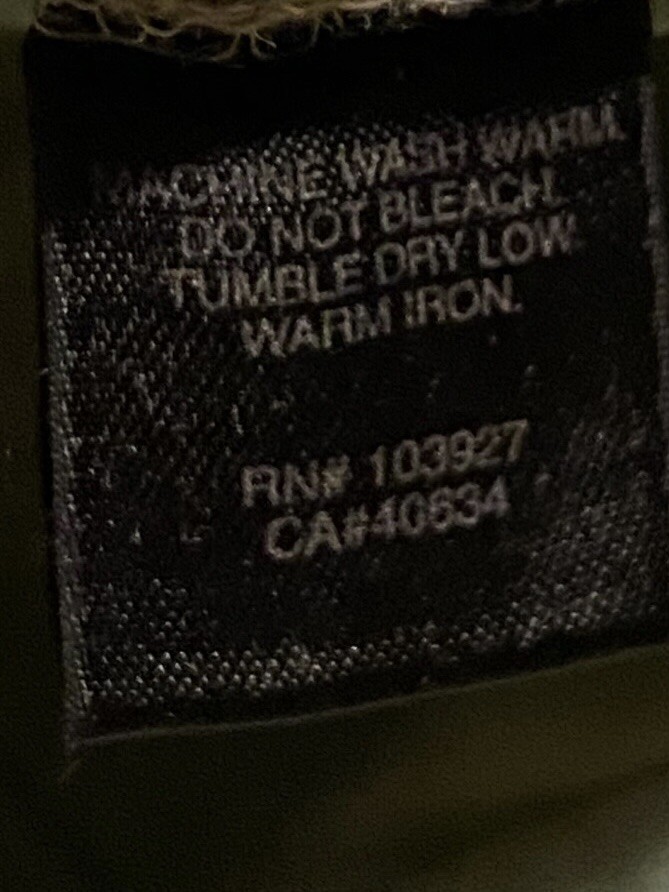 MACHINE WASH WARM.
DO NOT BLEACH.
TUMBLE DRY LOW.
WARM IRON.
RN# 103927
CA#40634